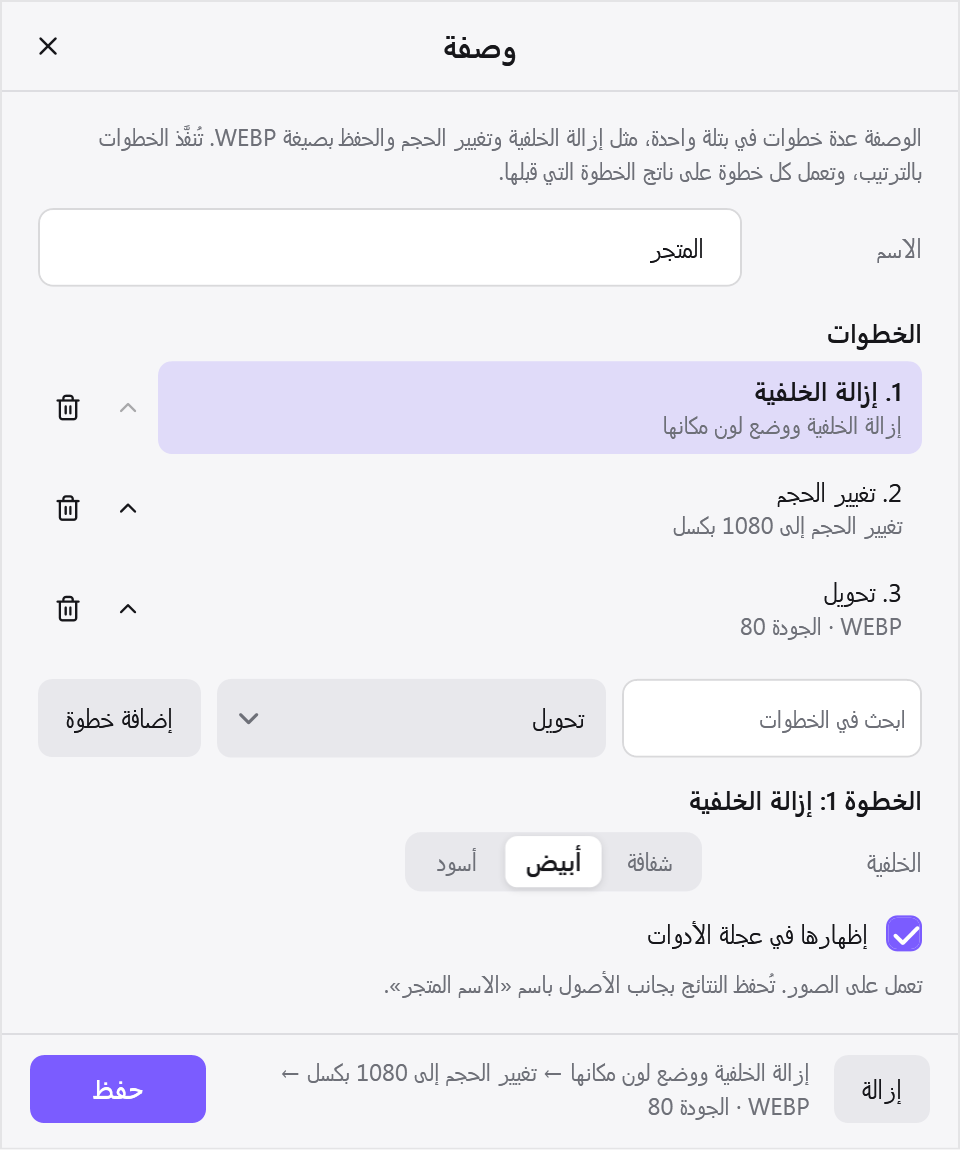 وصفة
الوصفة عدة خطوات في بتلة واحدة، مثل إزالة الخلفية وتغيير الحجم والحفظ بصيغة WEBP. تُنفَّذ الخطوات
بالترتيب، وتعمل كل خطوة على ناتج الخطوة التي قبلها.
الاسم
المتجر
الخطوات
1. إزالة الخلفية
إزالة الخلفية ووضع لون مكانها
2. تغيير الحجم
تغيير الحجم إلى 1080 بكسل
3. تحويل
WEBP · الجودة 80
ابحث في الخطوات
تحويل
إضافة خطوة
الخطوة 1: إزالة الخلفية
الخلفية
شفافة
أبيض
أسود
إظهارها في عجلة الأدوات
تعمل على الصور. تُحفظ النتائج بجانب الأصول باسم «الاسم المتجر».
إزالة
إزالة الخلفية ووضع لون مكانها ← تغيير الحجم إلى 1080 بكسل ←
WEBP · الجودة 80
حفظ